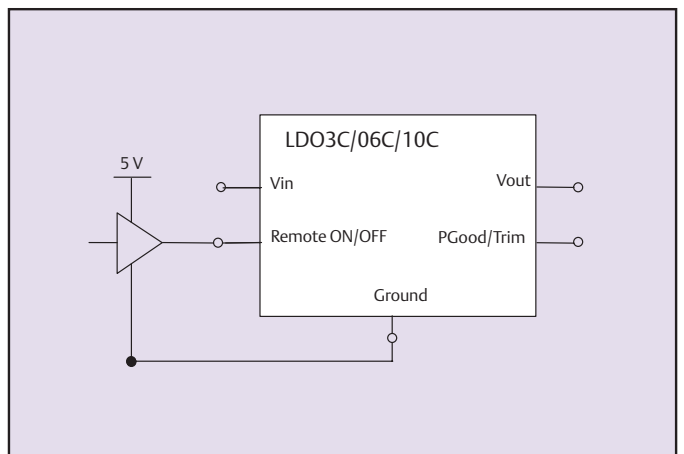 LDO3C/06C/10C
5 V
Vin
Vout
Remote ON/OFF
PGood/Trim
Ground